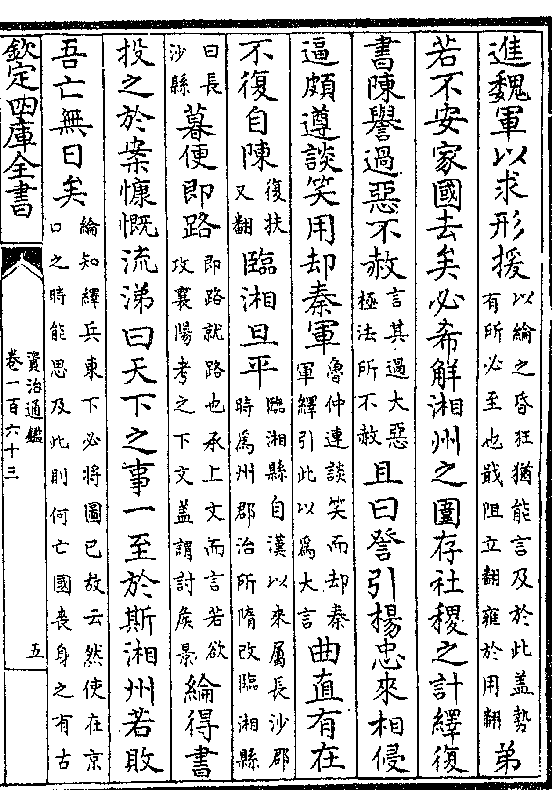 進魏軍以求形援以綸之昏狂猶能言及於此盖勢有所必至也戢阻立翻雍於用翻弟
若不安家國去矣必希解湘州之圍存社稷之計繹復
書陳譽過惡不赦言其過大惡極法所不赦且曰詧引楊忠來相侵
逼頗遵談笑用却秦軍魯仲連談笑而却秦軍繹引此以爲大言曲直有在
不復自陳復扶又翻臨湘旦平臨湘縣自漢以來屬長沙郡時爲州郡治所隋改臨湘縣
曰長沙縣暮便即路即路就路也承上文而言若欲攻襄陽考之下文盖謂討矦景綸得書
投之於案慷慨流涕曰天下之事一至於斯湘州若敗
吾亡無日矣綸知繹兵東下必將圖已故云然使在京口之時能思及此則何亡國喪身之有古
欽定四庫全書
資治通鑑
卷一百六十三
五